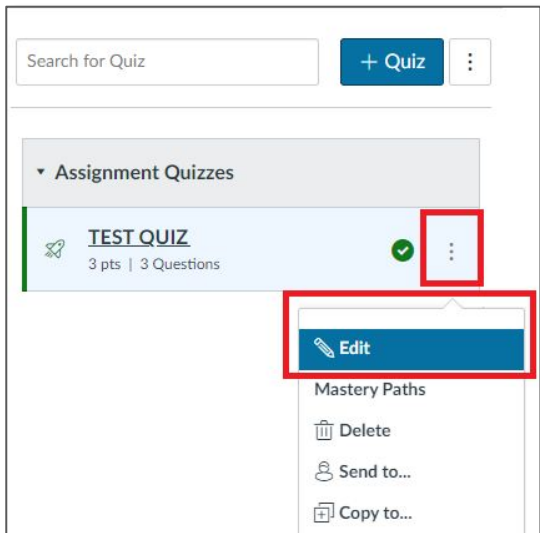 Search for Quiz
+ Quiz
Assignment Quizzes
TEST QUIZ
3 pts | 3 Questions
Edit
Mastery Paths
Delete
Send to...
Copy to...